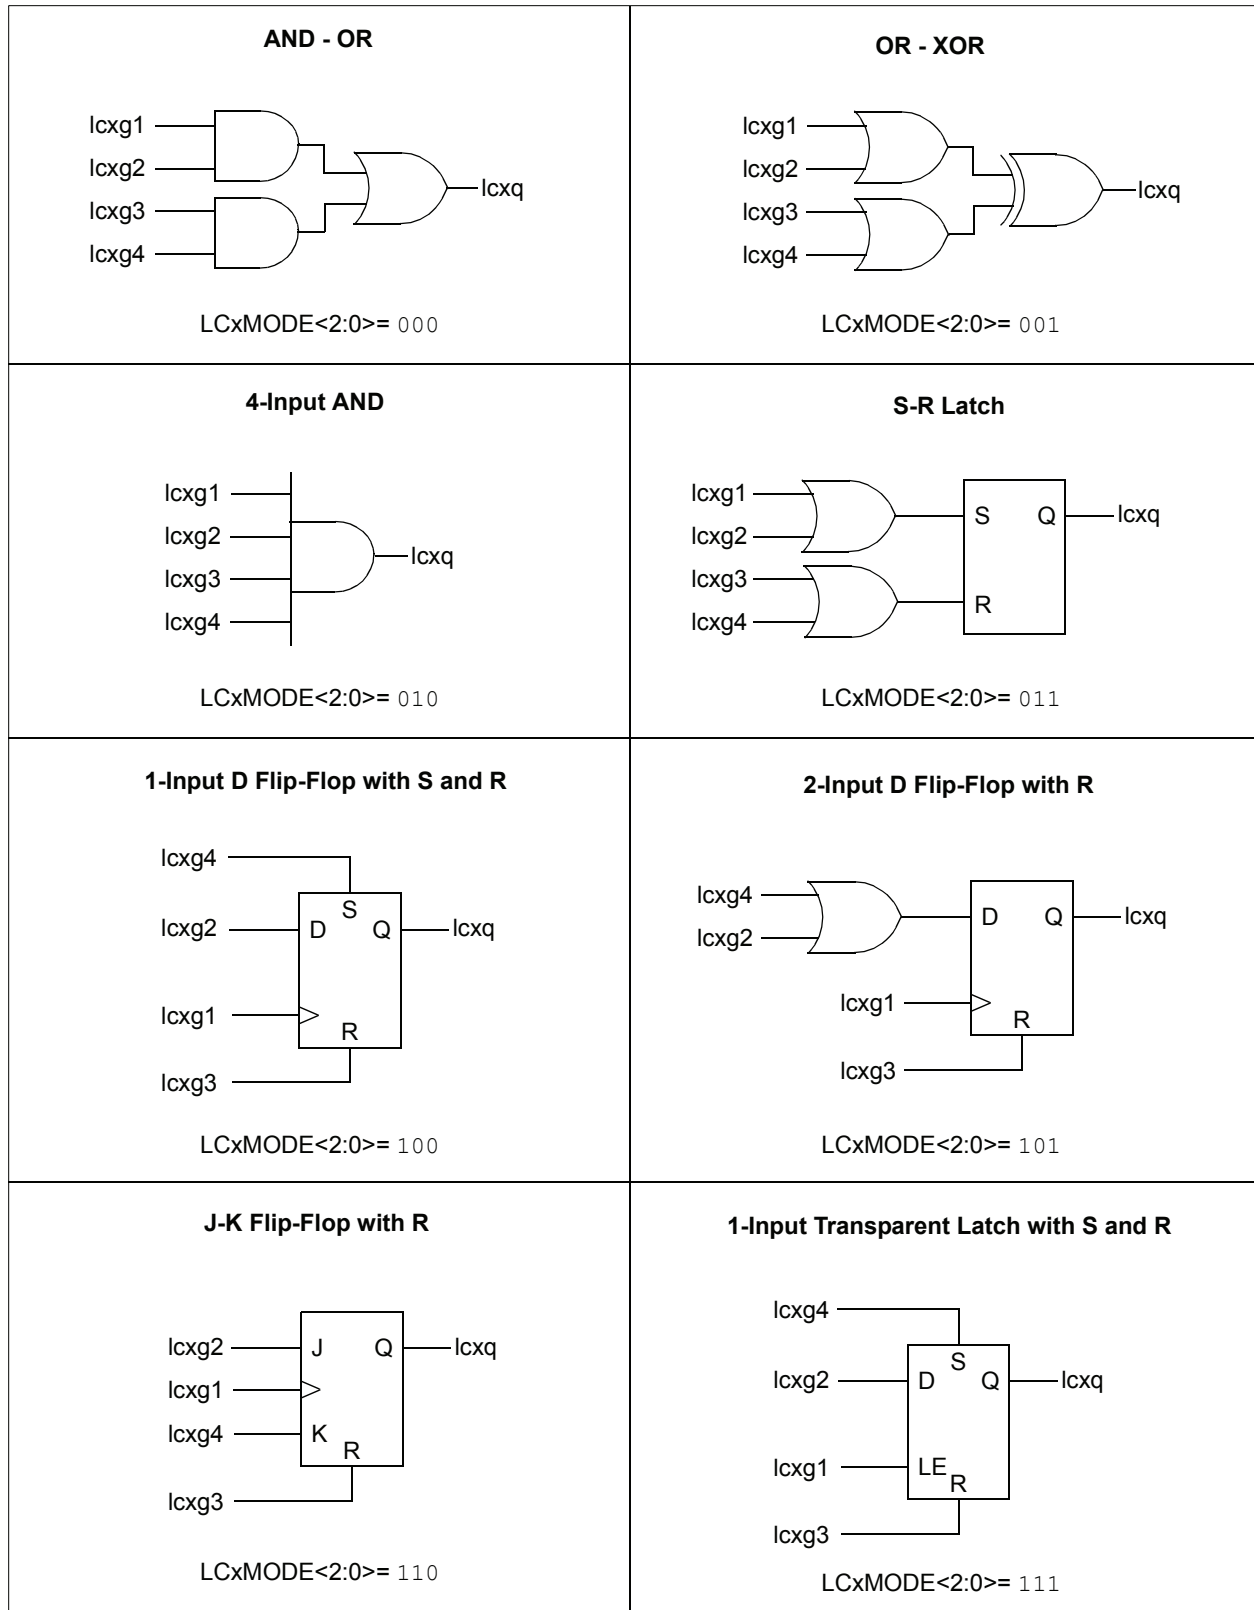 AND - OR
lcxg1
lcxg2
lcxg3
lcxg4
lcxq
LCxMODE<2:0>= 000
OR - XOR
lcxg1
lcxg2
lcxg3
lcxg4
lcxq
LCxMODE<2:0>= 001
4-Input AND
lcxg1
lcxg2
lcxg3
lcxg4
lcxq
LCxMODE<2:0>= 010
S-R Latch
lcxg1
lcxg2
lcxg3
lcxg4
S
Q
R
lcxq
LCxMODE<2:0>= 011
1-Input D Flip-Flop with S and R
lcxg4
S
lcxg2
D
Q
lcxq
lcxg1
R
lcxg3
LCxMODE<2:0>= 100
2-Input D Flip-Flop with R
lcxg4
lcxg2
D
Q
lcxq
lcxg1
R
lcxg3
LCxMODE<2:0>= 101
J-K Flip-Flop with R
lcxg2
J
Q
lcxq
lcxg1
lcxg4
K
R
lcxg3
LCxMODE<2:0>= 110
1-Input Transparent Latch with S and R
lcxg4
S
lcxg2
D
Q
lcxq
lcxg1
LE
R
lcxg3
LCxMODE<2:0>= 111